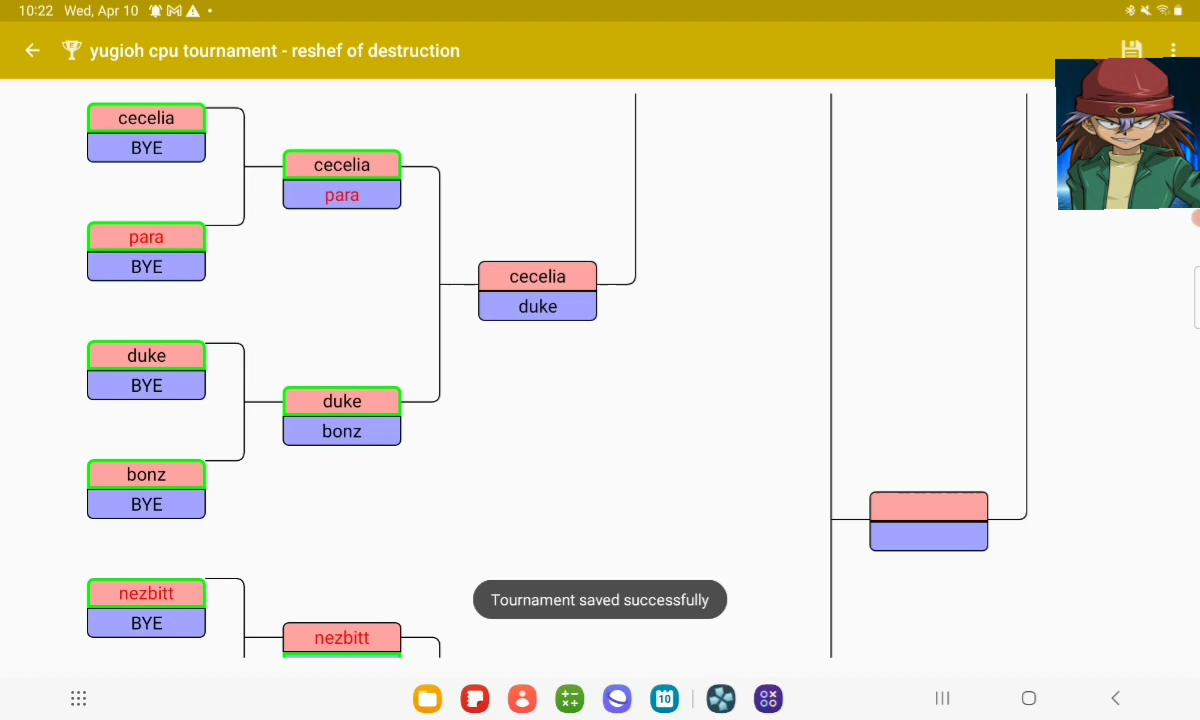 10:22 Wed, Apr 10
yugioh cpu tournament - reshef of destruction
cecelia
BYE
cecelia
para
para
BYE
cecelia
duke
duke
BYE
duke
bonz
bonz
BYE
nezbitt
BYE
nezbitt
Tournament saved successfully
10